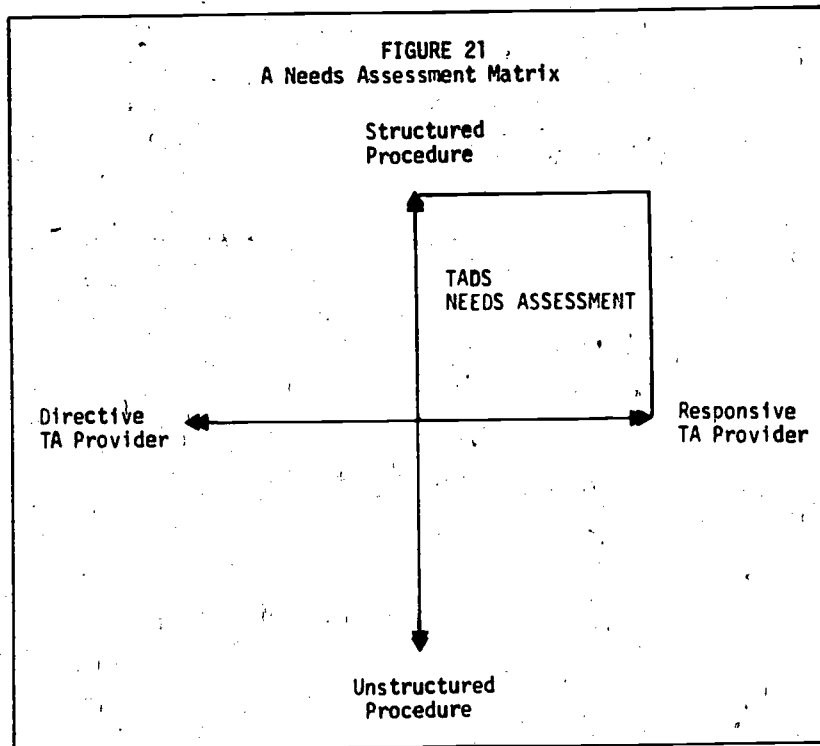 FIGURE 21
A Needs Assessment Matrix
Structured
Procedure
TADS
NEEDS ASSESSMENT
Directive
TA Provider
Responsive
TA Provider
Unstructured
Procedure